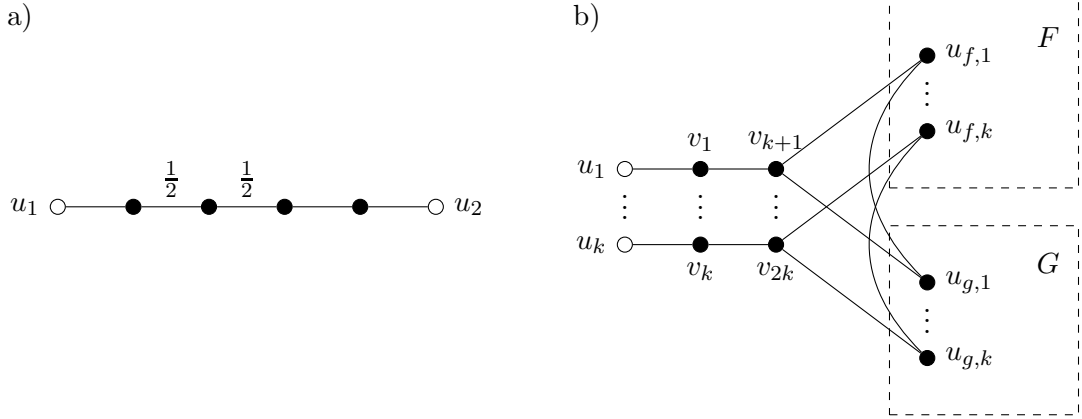 a)
1/2 1/2
u_1 u_2
b)
F
u_{f,1}
⋮
u_{f,k}
v_1 v_{k+1}
u_1
⋮ ⋮ ⋮
u_k
v_k v_{2k}
G
u_{g,1}
⋮
u_{g,k}